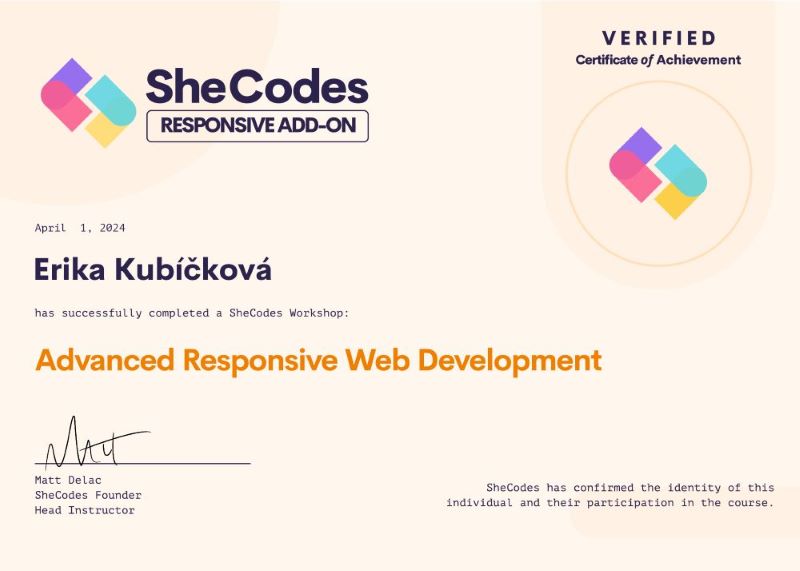 VERIFIED
Certificate of Achievement
SheCodes
RESPONSIVE ADD-ON
April 1, 2024
Erika Kubíčková
has successfully completed a SheCodes Workshop:
Advanced Responsive Web Development
Matt
Matt Delac
SheCodes Founder
Head Instructor
SheCodes has confirmed the identity of this
individual and their participation in the course.